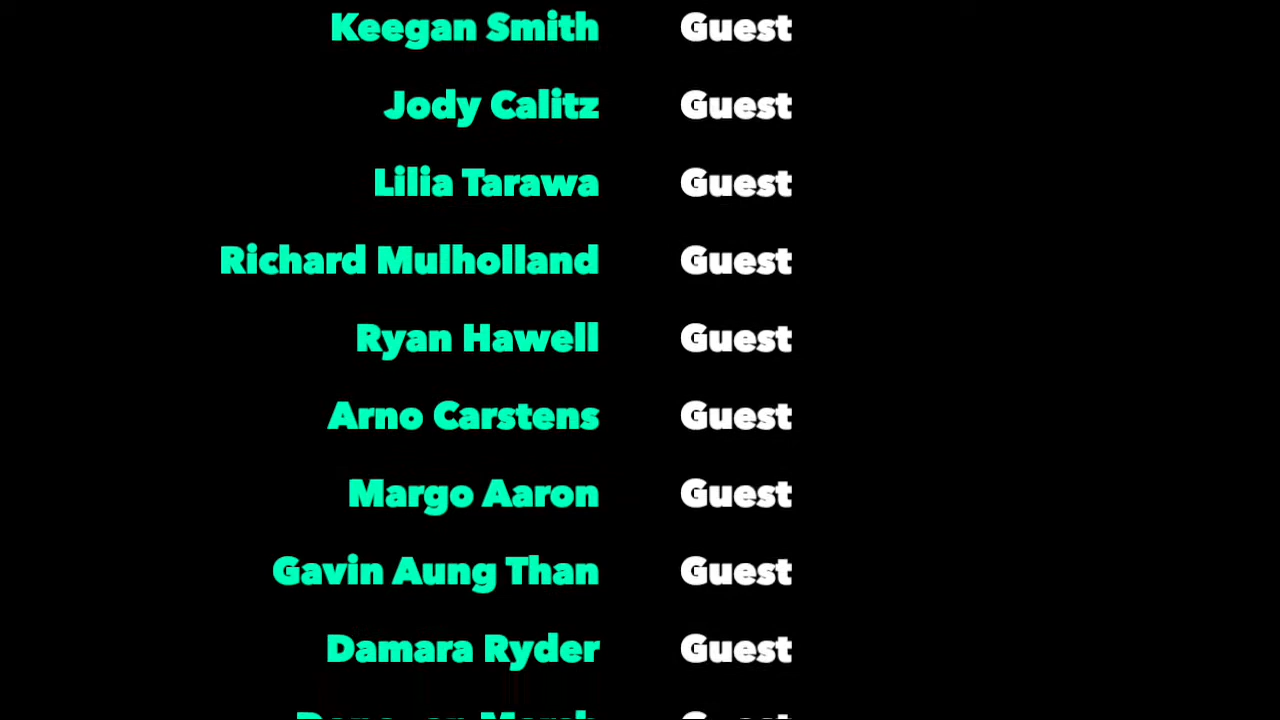 Keegan Smith Guest
Jody Calitz Guest
Lilia Tarawa Guest
Richard Mulholland Guest
Ryan Hawell Guest
Arno Carstens Guest
Margo Aaron Guest
Gavin Aung Than Guest
Damara Ryder Guest
Guest